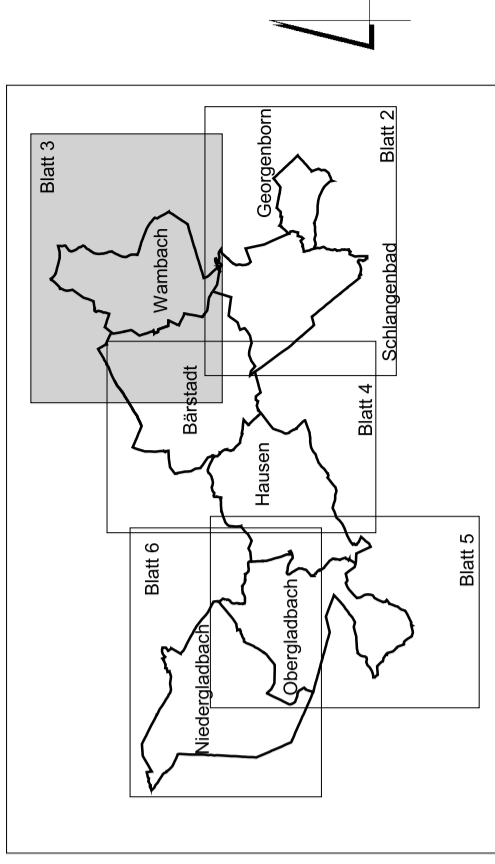 Blatt 3
Wambach
Georgenborn
Blatt 2
Schlangenbad
Bärstadt
Blatt 4
Hausen
Blatt 6
Niedergladbach
Obergladbach
Blatt 5